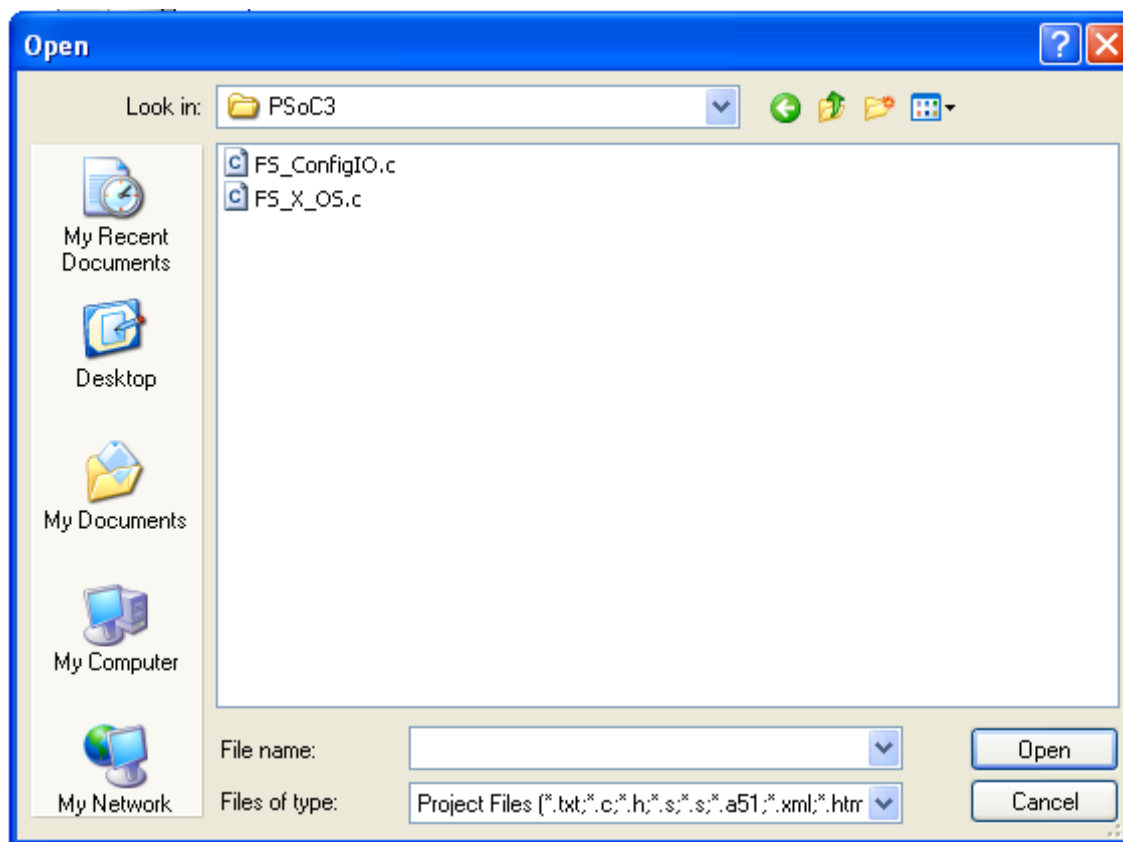 Open
Look in: PSoC3
FS_ConfigIO.c
FS_X_OS.c
My Recent
Documents
Desktop
My Documents
My Computer
My Network
File name:
Open
Files of type: Project Files (*.txt;*.c;*.h;*.s;*.s;*.a51;*.xml;*.htm
Cancel